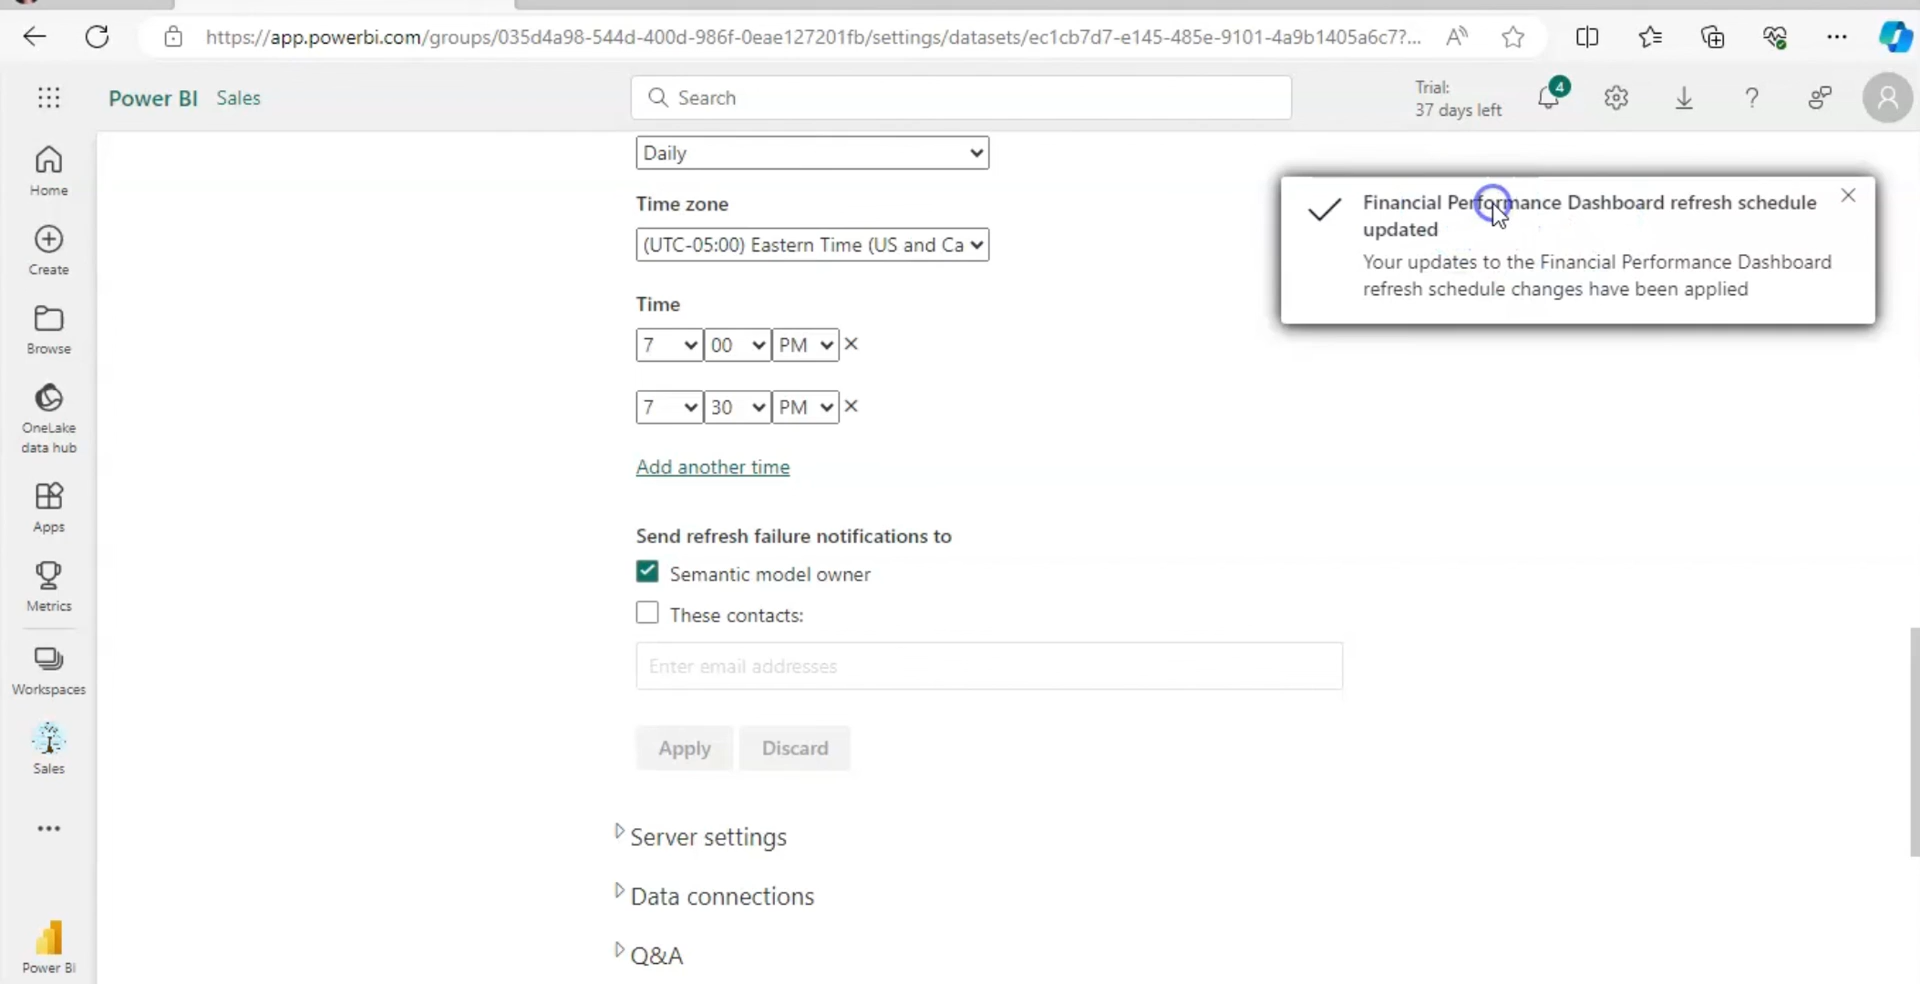 https://app.powerbi.com/groups/035d4a98-544d-400d-986f-0eae127201fb/settings/datasets/ec1cb7d7-e145-485e-9101-4a9b1405a6c7?...
Power BI Sales
Search
Trial:
37 days left
4
Home
Create
Browse
OneLake
data hub
Apps
Metrics
Workspaces
Sales
Power BI
Daily
Time zone
(UTC-05:00) Eastern Time (US and Ca
Time
7 00 PM
7 30 PM
Add another time
Send refresh failure notifications to
Semantic model owner
These contacts:
Enter email addresses
Apply Discard
Server settings
Data connections
Q&A
Financial Performance Dashboard refresh schedule
updated
Your updates to the Financial Performance Dashboard
refresh schedule changes have been applied